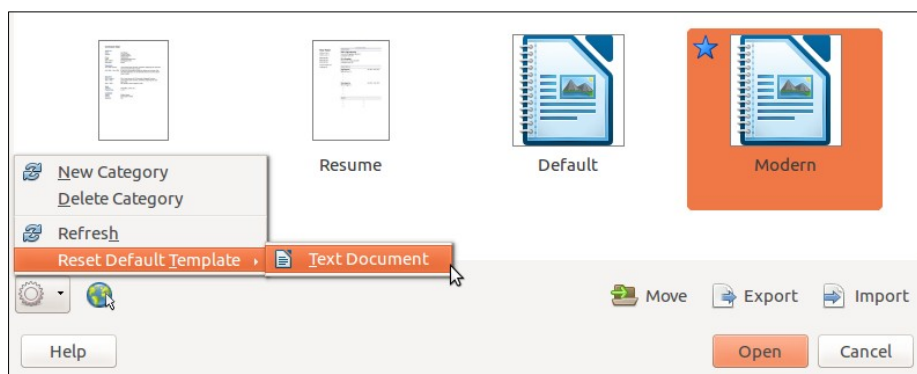 Resume
Default
Modern
New Category
Delete Category
Refresh
Reset Default Template
Text Document
Move
Export
Import
Help
Open
Cancel